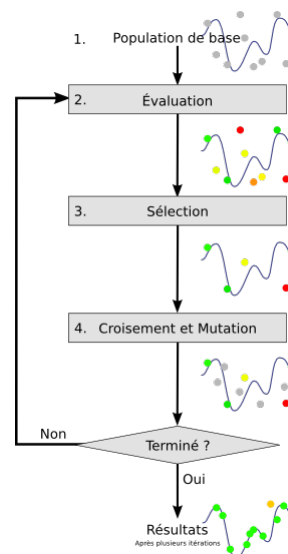 1. Population de base
2. Évaluation
3. Sélection
4. Croisement et Mutation
Non
Terminé ?
Oui
Résultats
Après plusieurs itérations